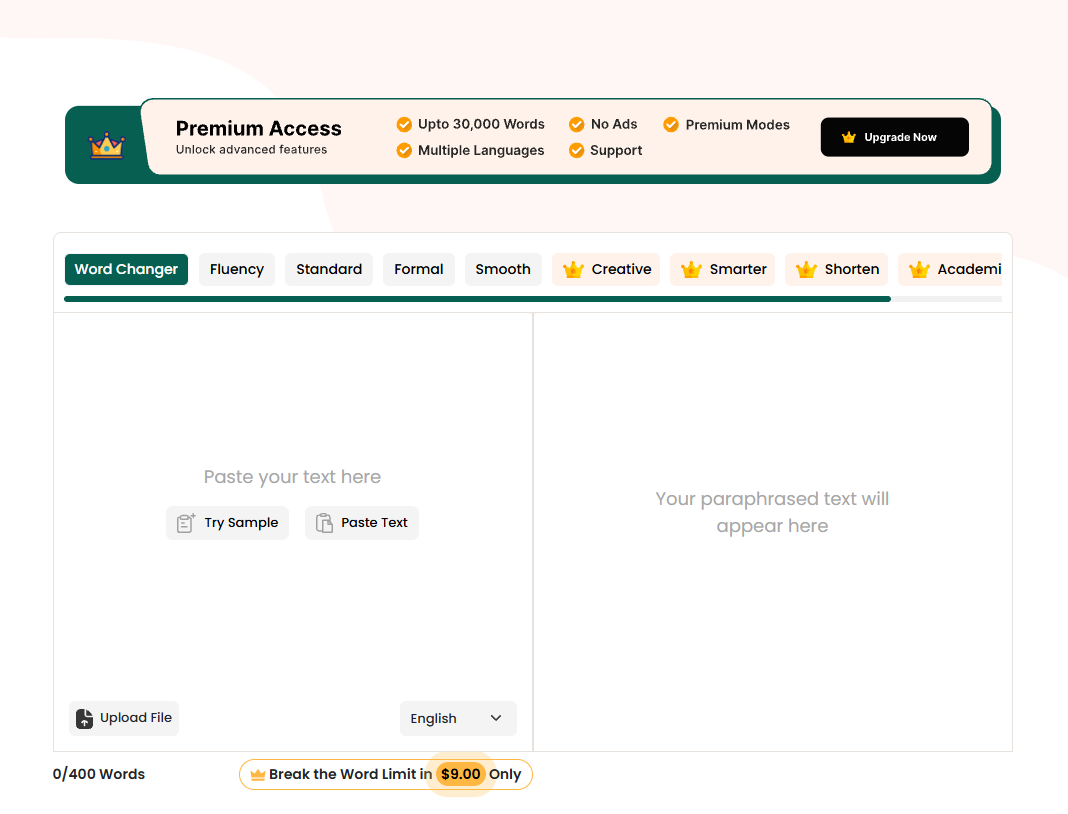 Premium Access
Unlock advanced features
Upto 30,000 Words
No Ads
Premium Modes
Multiple Languages
Support
Upgrade Now
Word Changer
Fluency
Standard
Formal
Smooth
Creative
Smarter
Shorten
Academi
Paste your text here
Try Sample
Paste Text
Your paraphrased text will
appear here
Upload File
English
0/400 Words
Break the Word Limit in $9.00 Only